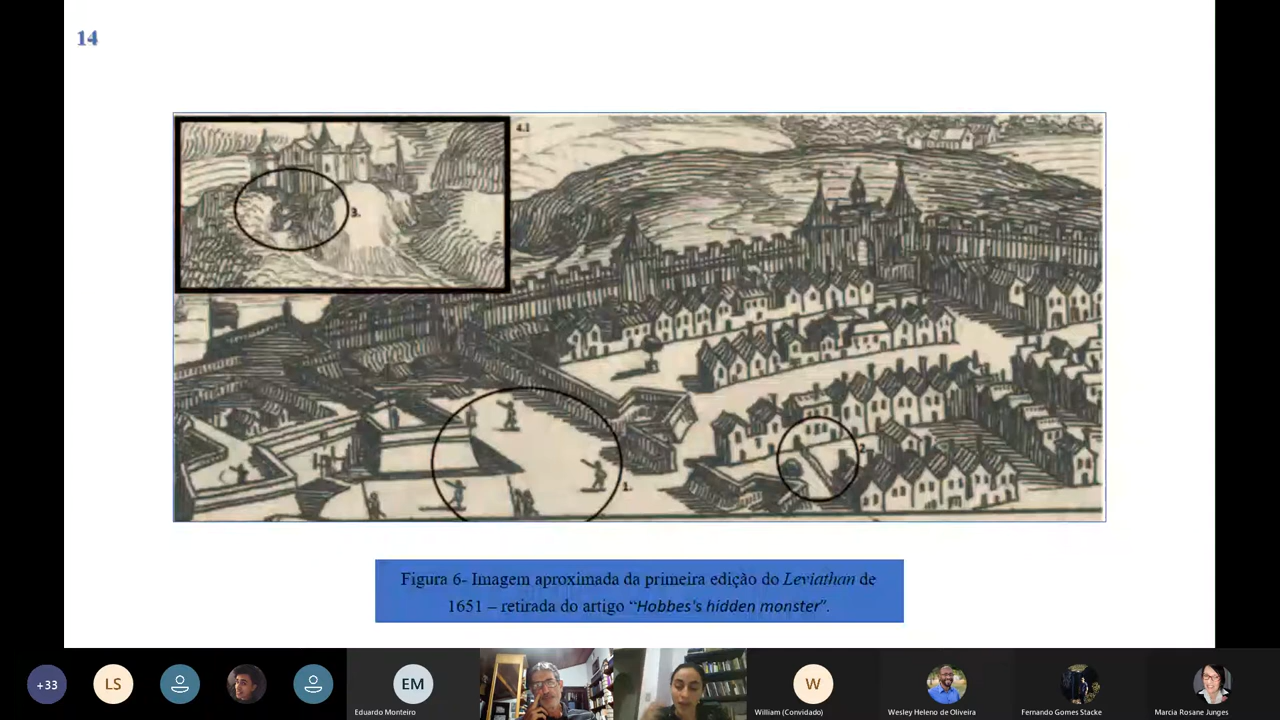 14
4.1
3.
1.
2.
Figura 6- Imagem aproximada da primeira edição do Leviathan de
1651 – retirada do artigo “Hobbes's hidden monster”.
+33
LS
EM
W
Eduardo Monteiro
William (Convidado)
Wesley Heleno de Oliveira
Fernando Gomes Stacke
Marcia Rosane Junges